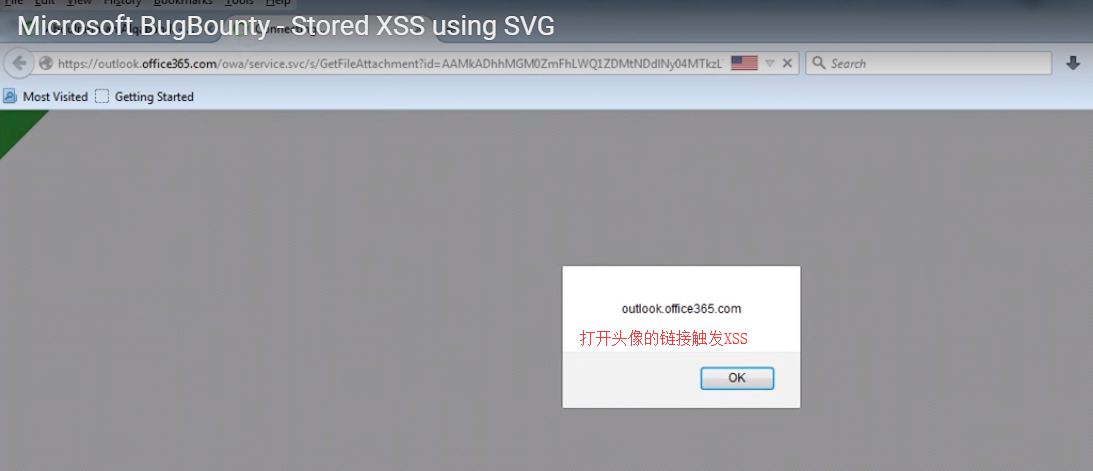 File Edit View History Bookmarks Tools Help
Microsoft BugBounty - Stored XSS using SVG
https://outlook.office365.com/owa/service.svc/s/GetFileAttachment?id= Search
Most Visited Getting Started
outlook.office365.com
打开头像的链接触发XSS
OK